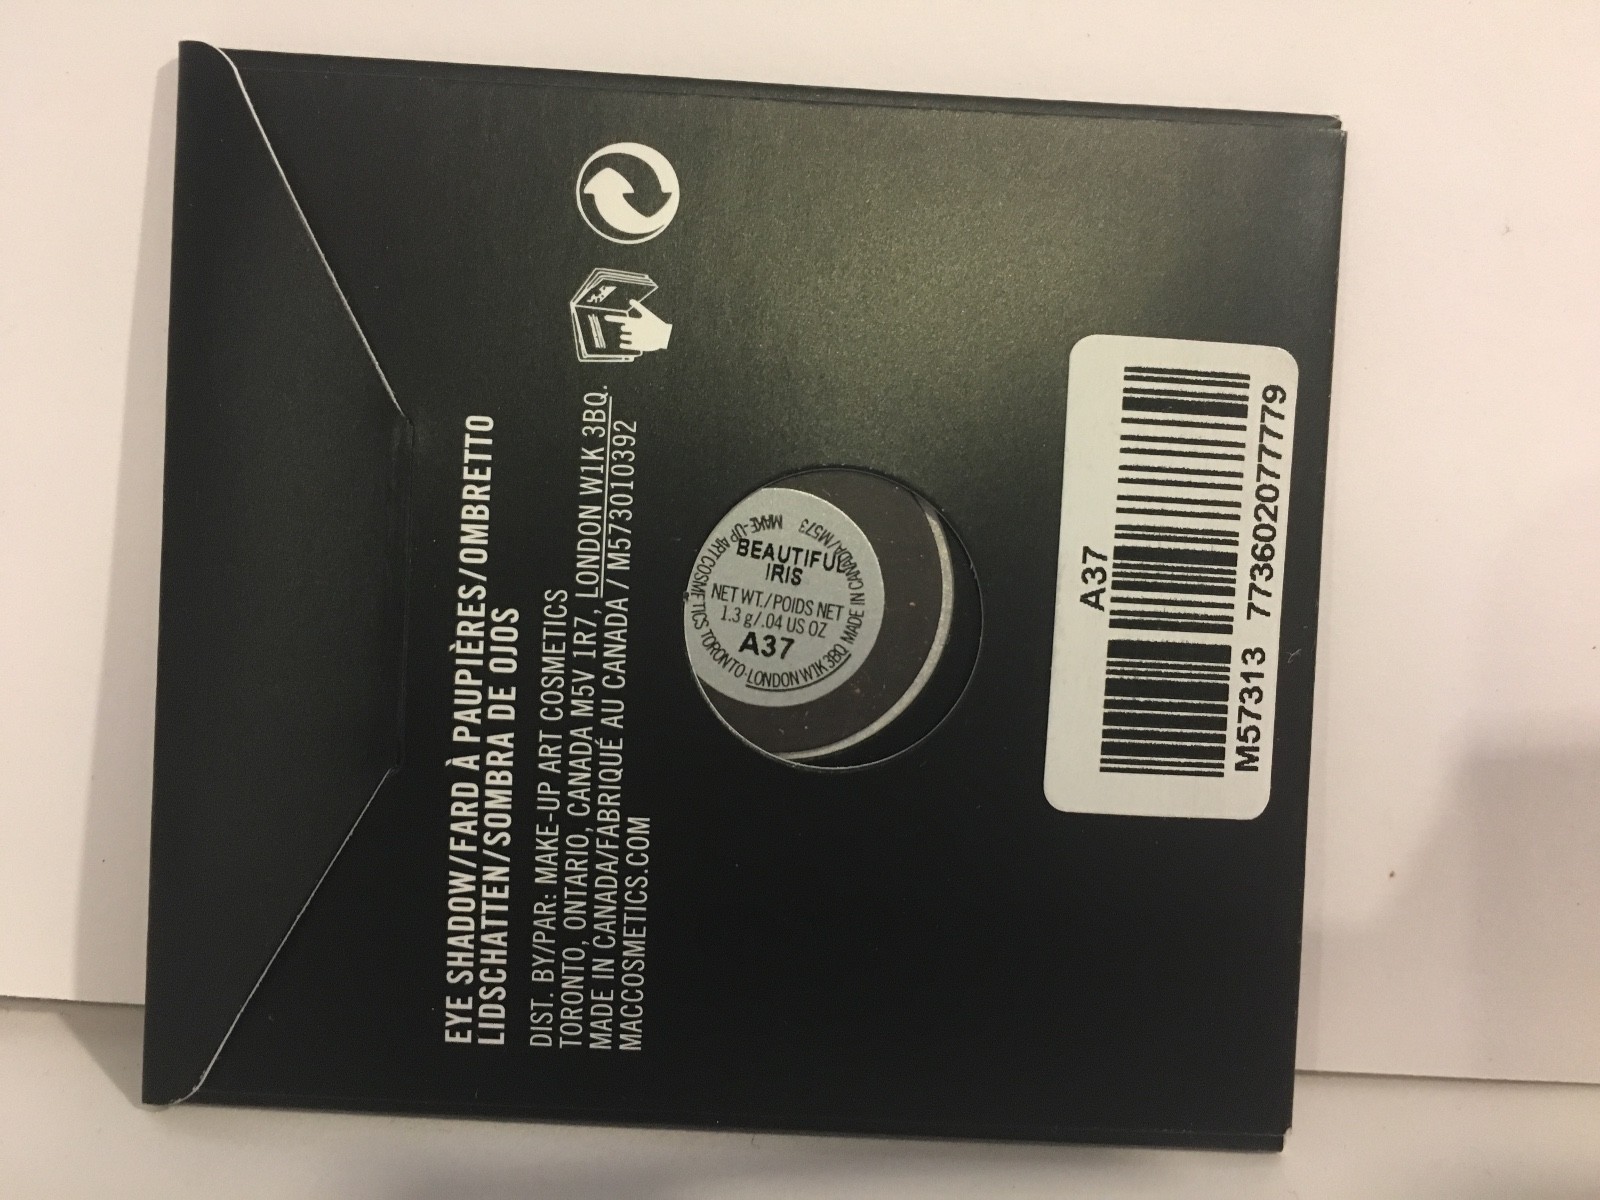 EYE SHADOW/FARD À PAUPIÈRES/OMBRETTO
LIDSCHATTEN/SOMBRA DE OJOS
DIST. BY/PAR: MAKE-UP ART COSMETICS
TORONTO, ONTARIO, CANADA M5V 1R7, LONDON W1K 3BQ.
MADE IN CANADA/FABRIQUÉ AU CANADA / M573010392
MACCOSMETICS.COM
MAKE-UP ART COSMETICS TORONTO-LONDON W1K 3BQ MADE IN CANADA/M573
BEAUTIFUL
IRIS
NET WT./POIDS NET
1.3 g/.04 US OZ
A37
A37
M57313 773602077779